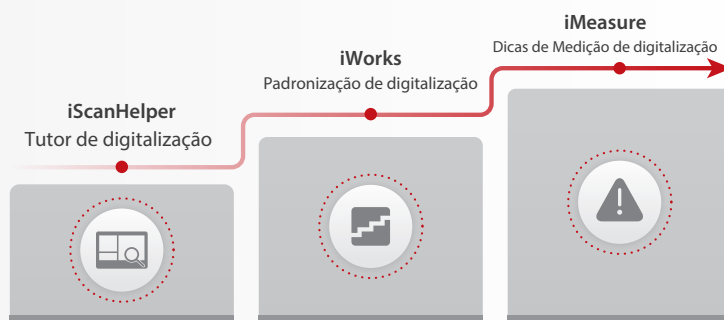 iScanHelper
Tutor de digitalização
iWorks
Padronização de digitalização
iMeasure
Dicas de Medição de digitalização